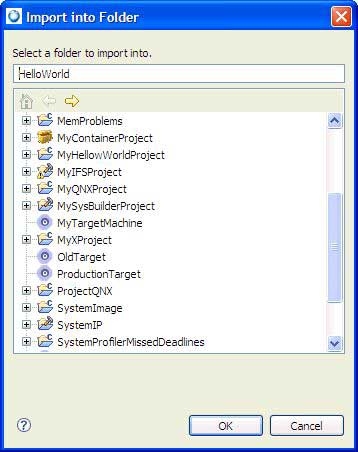 Import into Folder
Select a folder to import into.
HelloWorld
MemProblems
MyContainerProject
MyHellowWorldProject
MyIFSProject
MyQNXProject
MySysBuilderProject
MyTargetMachine
MyXProject
OldTarget
ProductionTarget
ProjectQNX
SystemImage
SystemIP
SystemProfilerMissedDeadlines
OK Cancel